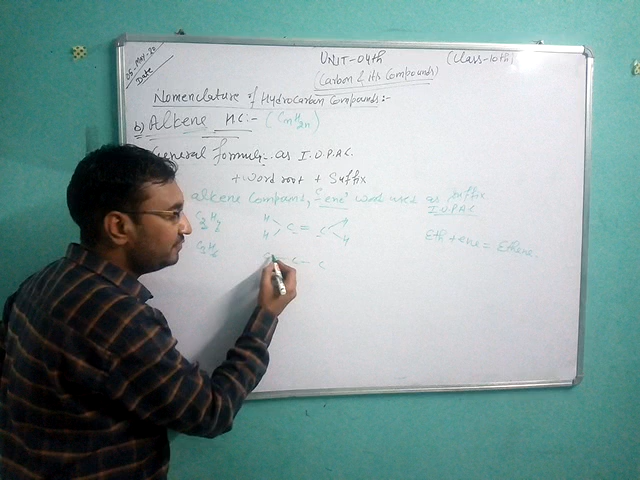 05-May-20
Date
UNIT-04th (Class-10th)
(Carbon & its Compounds)
Nomenclature of Hydrocarbon Compounds:-
b) Alkene H.C:- (CnH2n)
General formula as I.U.P.A.C.
+ word root + Suffix
alkene compound, "ene" word used as suffix
I.U.P.A.C
H H
C = C
H H
Eth + ene = Ethene.
C - C